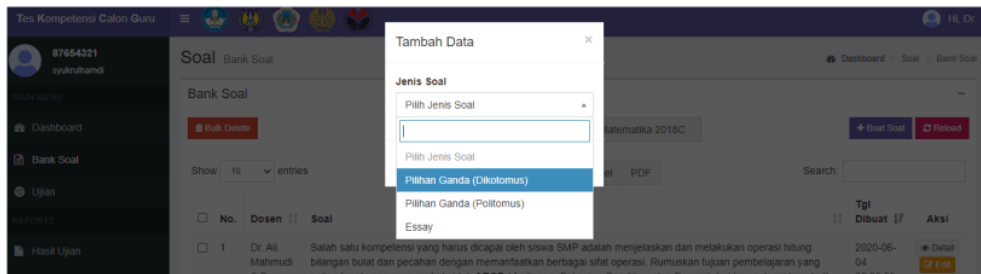 Tes Kompetensi Calon Guru
Hi, Dr.
87654321
syukrulhamdi
MAIN MENU
Dashboard
Bank Soal
Ujian
REPORTS
Hasil Ujian
Soal Bank Soal
Dashboard > Soal > Bank Soal
Bank Soal
Bulk Delete
Matematika 2018C
+ Buat Soal
Reload
Show 10 entries
PDF
Search:
No. Dosen Soal Tgl Dibuat Aksi
1 Dr. Ali Mahmudi
Salah satu kompetensi yang harus dicapai oleh siswa SMP adalah menjelaskan dan melakukan operasi hitung
bilangan bulat dan pecahan dengan memanfaatkan berbagai sifat operasi. Rumuskan tujuan pembelajaran yang
2020-06-
04
Detail
Edit
Tambah Data
×
Jenis Soal
Pilih Jenis Soal
Pilih Jenis Soal
Pilihan Ganda (Dikotomus)
Pilihan Ganda (Politomus)
Essay